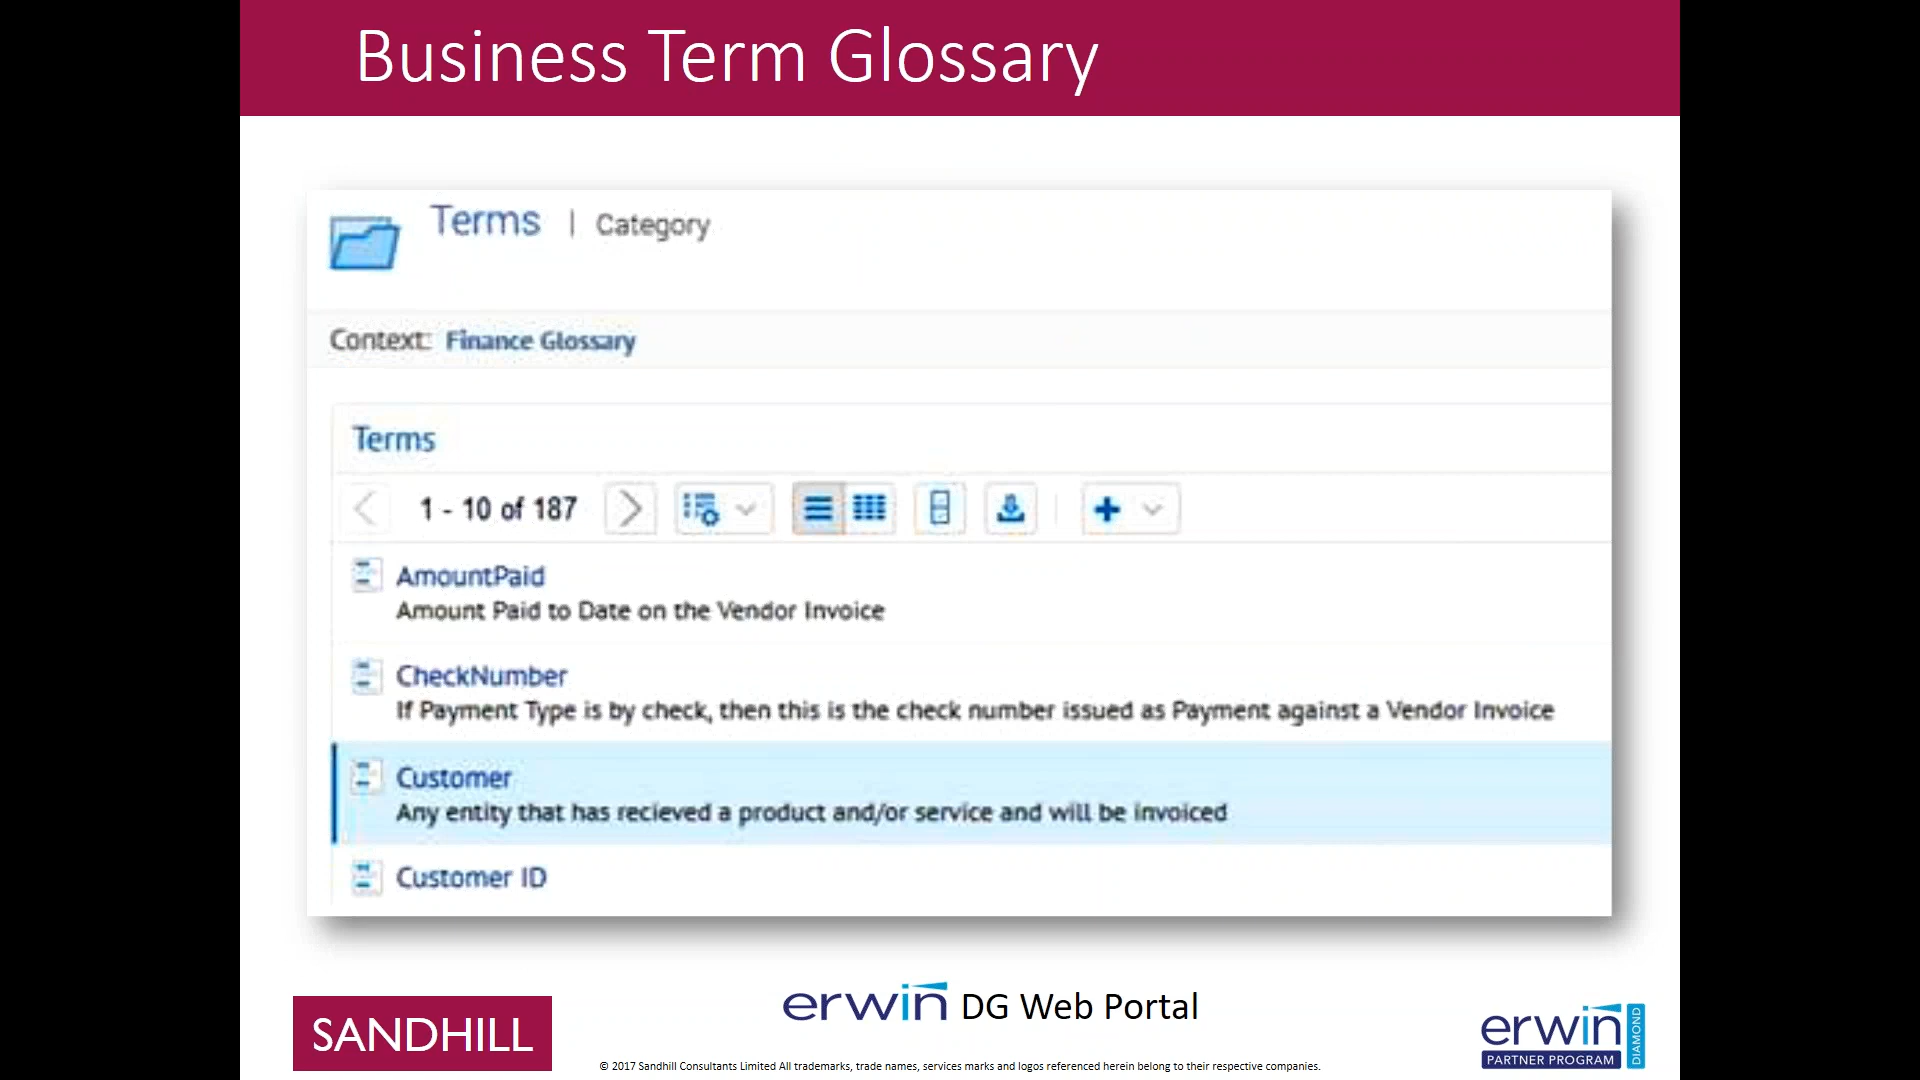 Business Term Glossary
Terms | Category
Context: Finance Glossary
Terms
1 - 10 of 187
AmountPaid
Amount Paid to Date on the Vendor Invoice
CheckNumber
If Payment Type is by check, then this is the check number issued as Payment against a Vendor Invoice
Customer
Any entity that has recieved a product and/or service and will be invoiced
Customer ID
erwin DG Web Portal
SANDHILL
erwin
PARTNER PROGRAM
DIAMOND
© 2017 Sandhill Consultants Limited All trademarks, trade names, services marks and logos referenced herein belong to their respective companies.